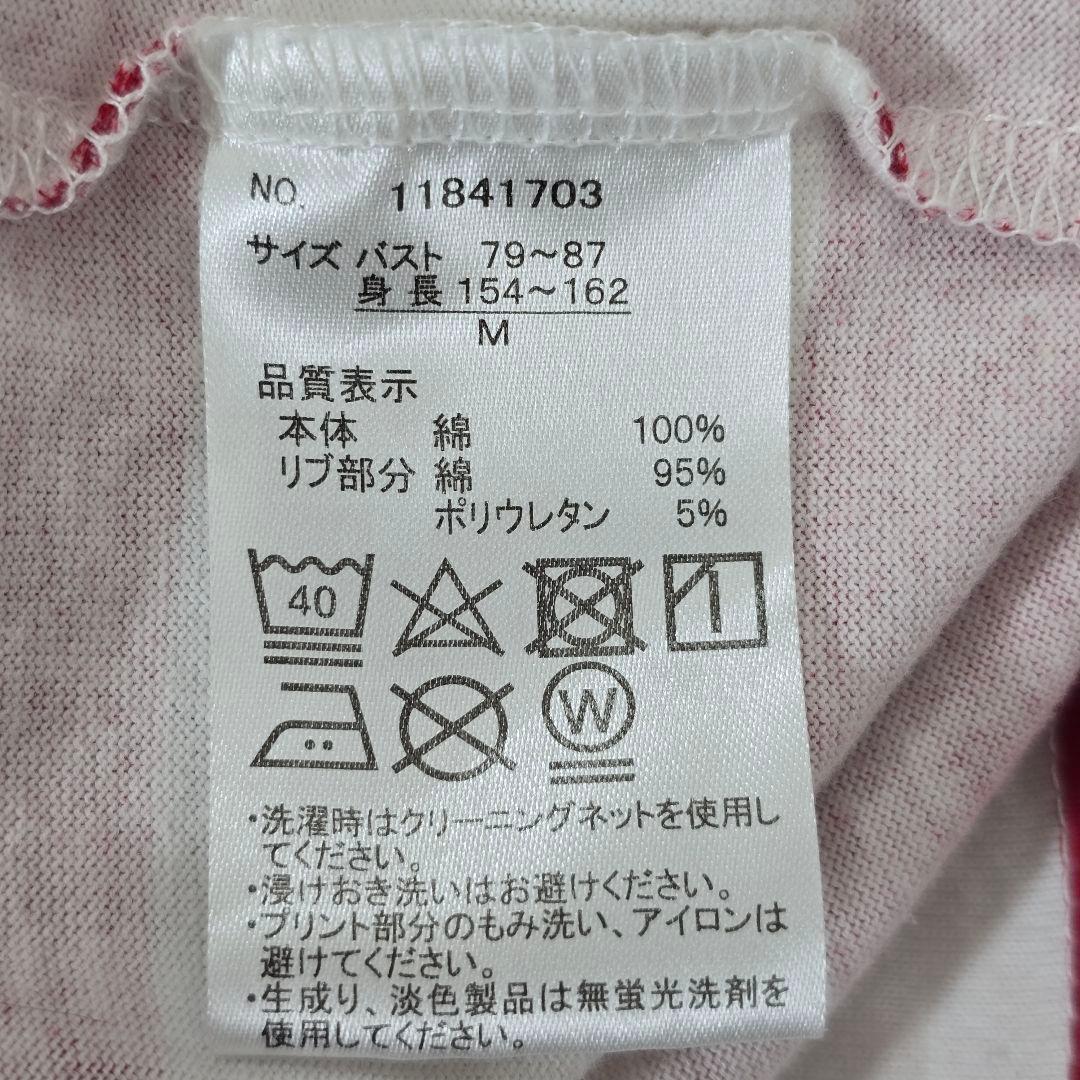 NO. 11841703
サイズ バスト 79～87
身長 154～162
M
品質表示
本体 綿 100%
リブ部分 綿 95%
ポリウレタン 5%
40
W
・洗濯時はクリーニングネットを使用し
てください。
・浸けおき洗いはお避けください。
・プリント部分のもみ洗い、アイロンは
避けてください。
・生成り、淡色製品は無蛍光洗剤を
使用してください。